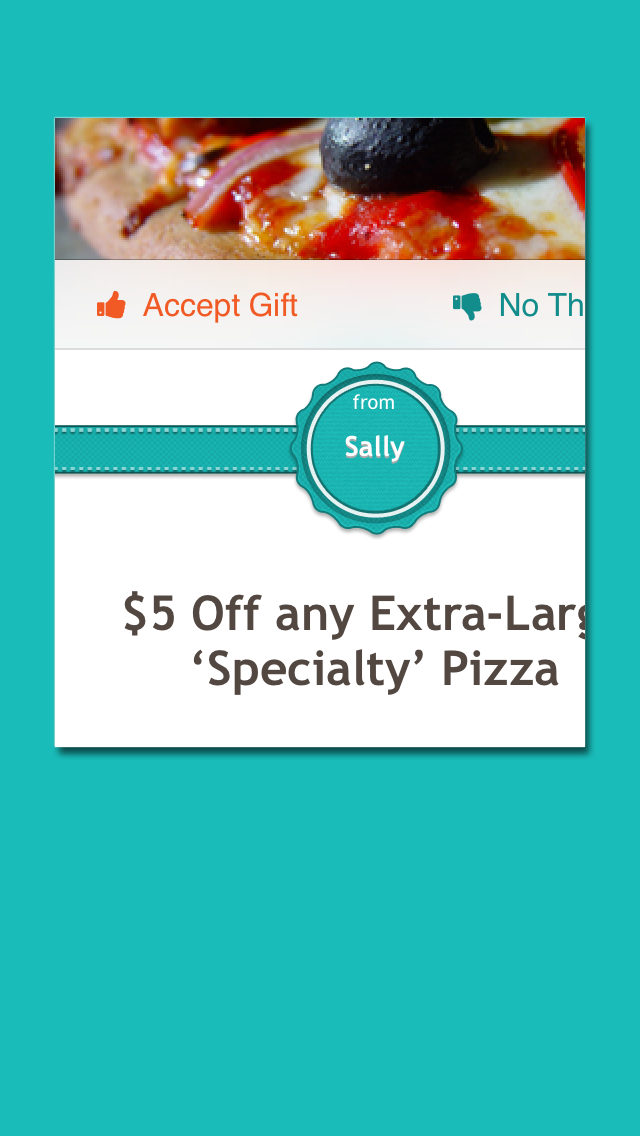 Accept Gift
No Th
from
Sally
$5 Off any Extra-Larg
‘Specialty’ Pizza